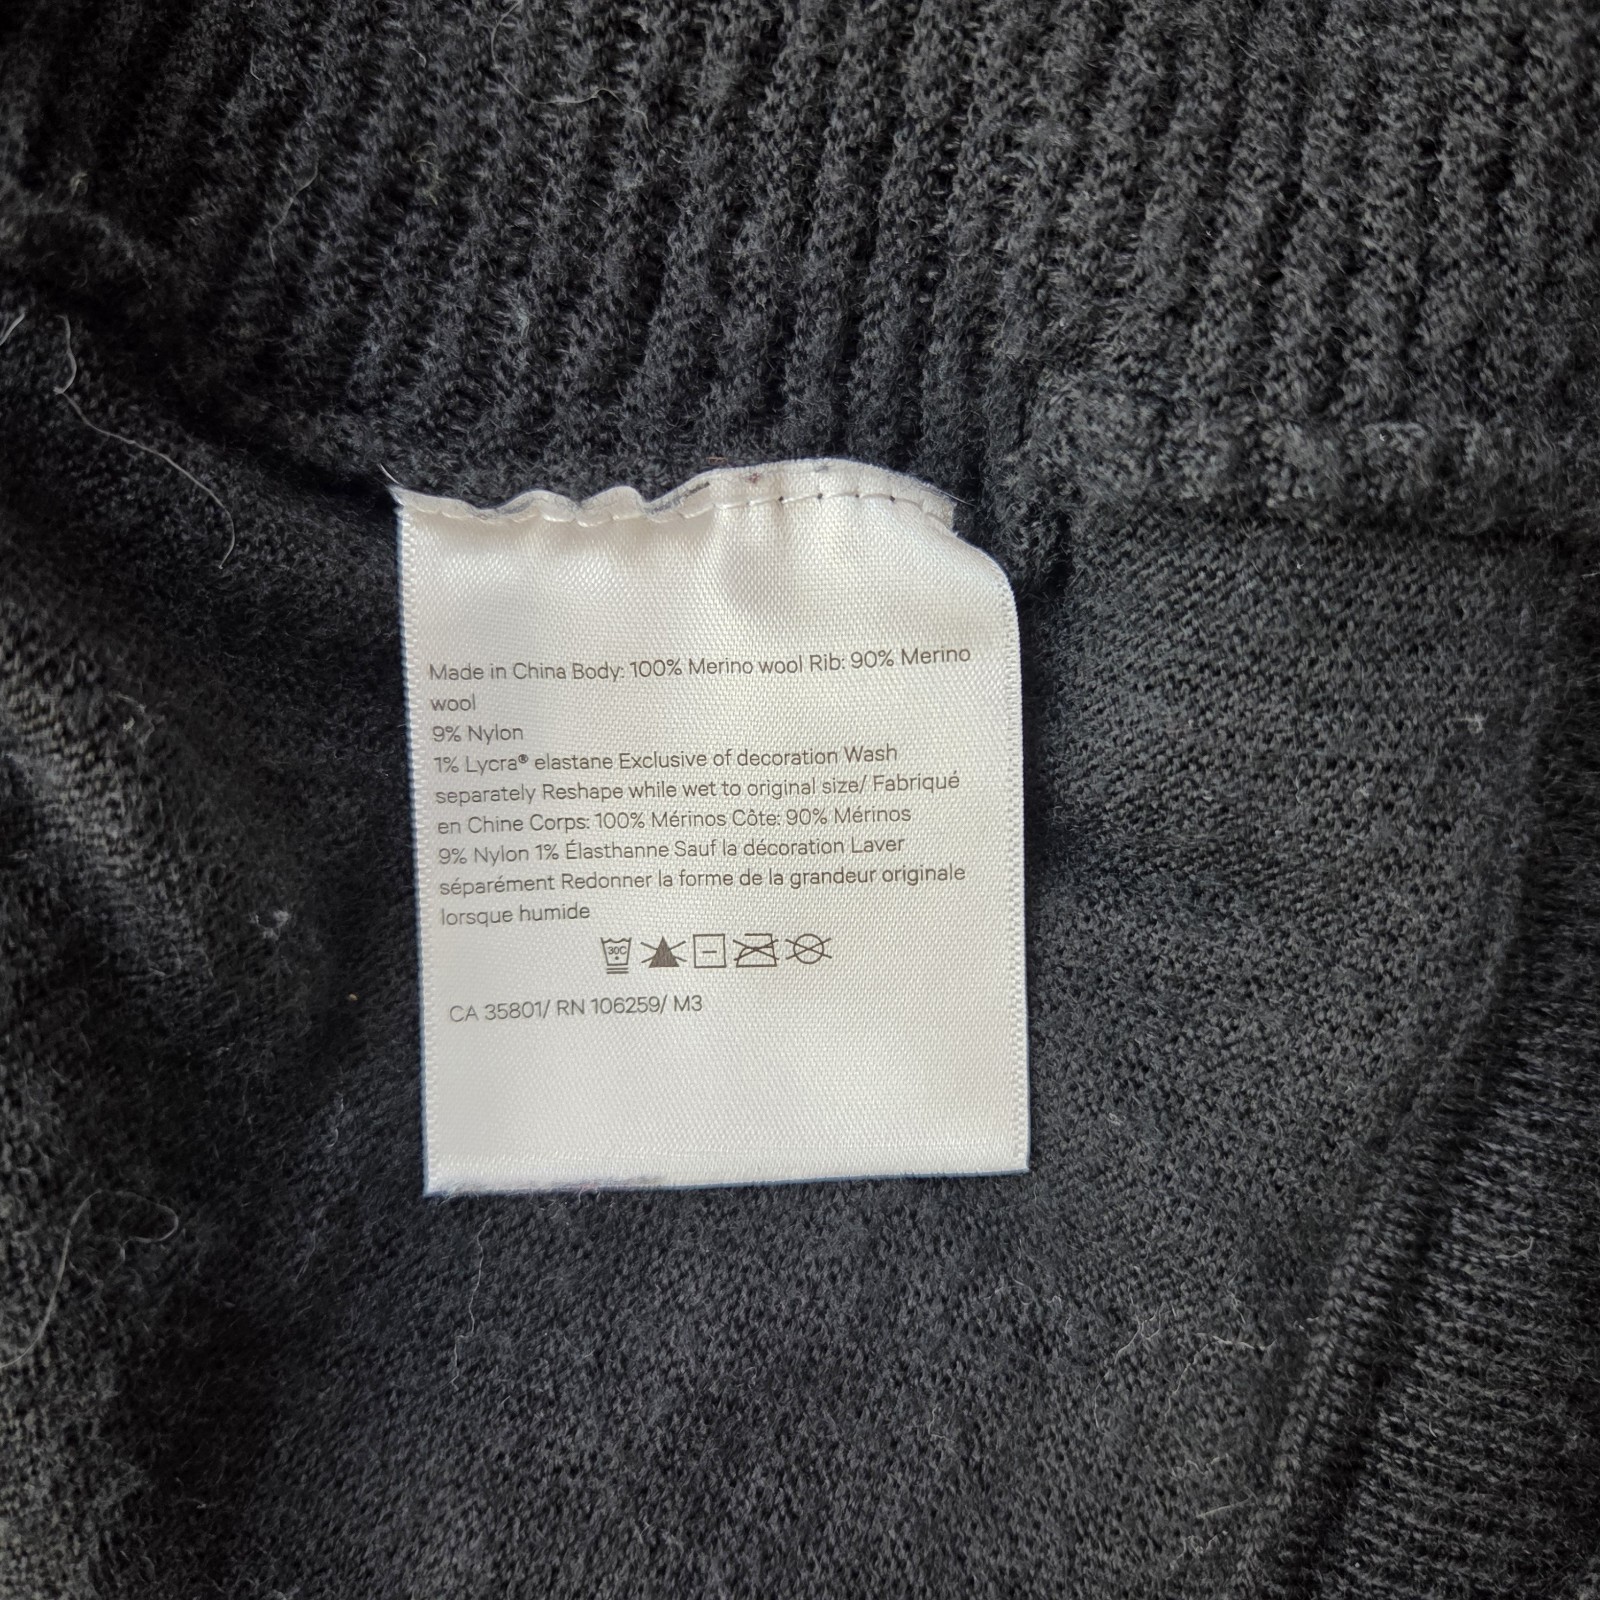 Made in China Body: 100% Merino wool Rib: 90% Merino
wool
9% Nylon
1% Lycra® elastane Exclusive of decoration Wash
separately Reshape while wet to original size/ Fabriqué
en Chine Corps: 100% Mérinos Côte: 90% Mérinos
9% Nylon 1% Élasthanne Sauf la décoration Laver
séparément Redonner la forme de la grandeur originale
lorsque humide
30C
CA 35801/ RN 106259/ M3